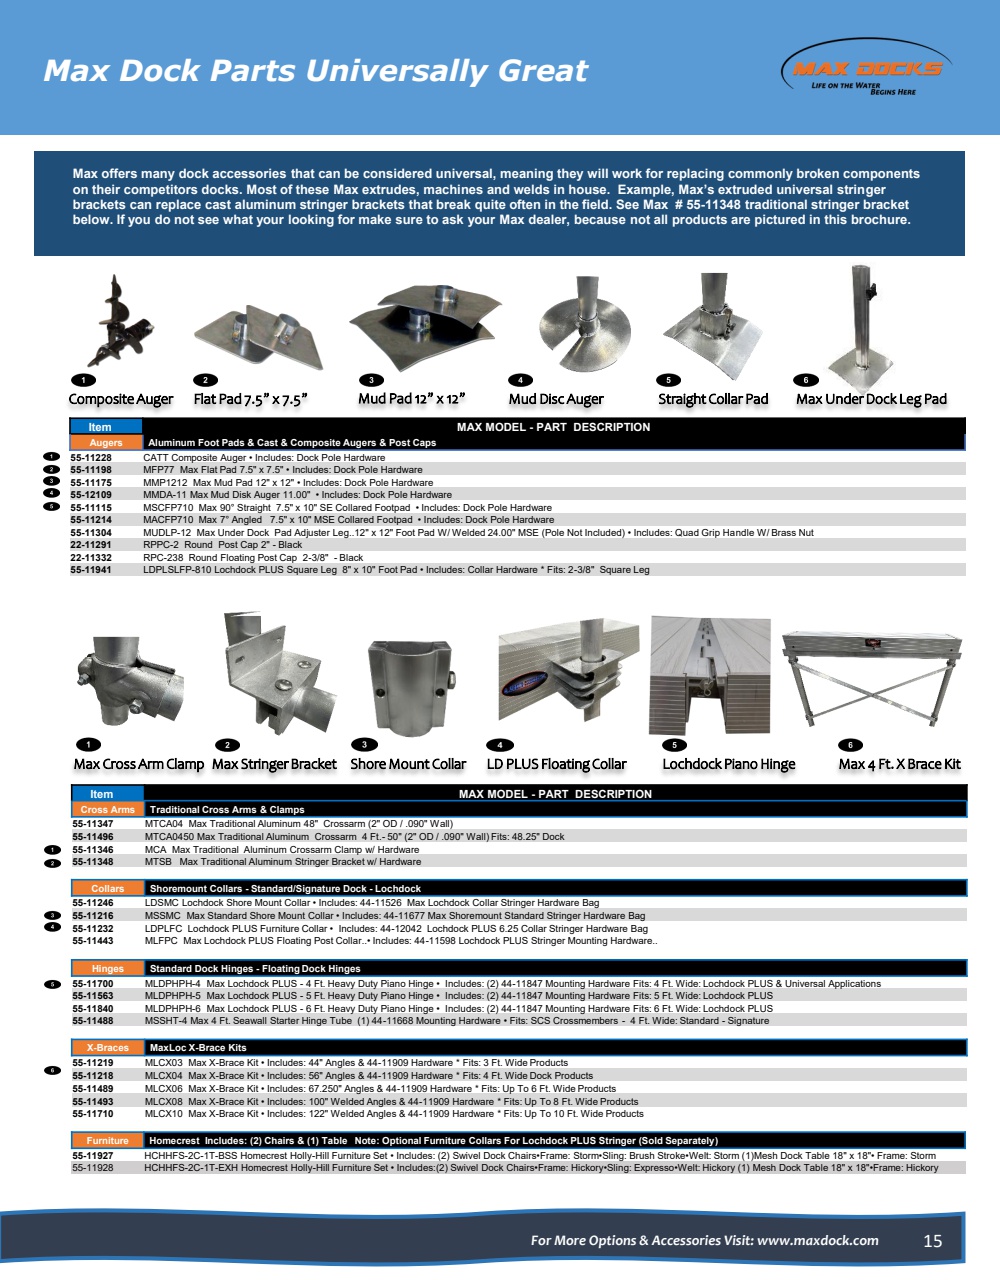 Max Dock Parts Universally Great
MAX DOCKS
LIFE ON THE WATER
BEGINS HERE
Max offers many dock accessories that can be considered universal, meaning they will work for replacing commonly broken components
on their competitors docks. Most of these Max extrudes, machines and welds in house.  Example, Max's extruded universal stringer
brackets can replace cast aluminum stringer brackets that break quite often in the field. See Max  # 55-11348 traditional stringer bracket
below. If you do not see what your looking for make sure to ask your Max dealer, because not all products are pictured in this brochure.
1 2 3 4 5 6
Composite Auger Flat Pad 7.5" x 7.5" Mud Pad 12" x 12" Mud Disc Auger Straight Collar Pad Max Under Dock Leg Pad
Item MAX MODEL - PART  DESCRIPTION
Augers Aluminum Foot Pads & Cast & Composite Augers & Post Caps
1 55-11228 CATT Composite Auger • Includes: Dock Pole Hardware
2 55-11198 MFP77  Max Flat Pad 7.5" x 7.5" • Includes: Dock Pole Hardware
3 55-11175 MMP1212  Max Mud Pad 12" x 12" • Includes: Dock Pole Hardware
4 55-12109 MMDA-11 Max Mud Disk Auger 11.00"  • Includes: Dock Pole Hardware
5 55-11115 MSCFP710  Max 90° Straight  7.5" x 10" SE Collared Footpad  • Includes: Dock Pole Hardware
55-11214 MACFP710  Max 7° Angled   7.5" x 10" MSE Collared Footpad  • Includes: Dock Pole Hardware
55-11304 MUDLP-12  Max Under Dock  Pad Adjuster Leg..12" x 12" Foot Pad W/ Welded 24.00" MSE (Pole Not Included) • Includes: Quad Grip Handle W/ Brass Nut
22-11291 RPPC-2  Round  Post Cap 2" - Black
22-11332 RPC-238  Round Floating Post Cap  2-3/8"  - Black
55-11941 LDPLSLFP-810 Lochdock PLUS Square Leg  8" x 10" Foot Pad • Includes: Collar Hardware * Fits: 2-3/8"  Square Leg
1 2 3 4 5 6
Max Cross Arm Clamp Max Stringer Bracket Shore Mount Collar LD PLUS Floating Collar Lochdock Piano Hinge Max 4 Ft. X Brace Kit
Item MAX MODEL - PART  DESCRIPTION
Cross Arms Traditional Cross Arms & Clamps
55-11347 MTCA04  Max Traditional Aluminum 48"  Crossarm (2" OD / .090" Wall)
55-11496 MTCA0450 Max Traditional Aluminum  Crossarm  4 Ft.- 50" (2" OD / .090" Wall) Fits: 48.25" Dock
1 55-11346 MCA  Max Traditional  Aluminum Crossarm Clamp w/ Hardware
2 55-11348 MTSB   Max Traditional Aluminum Stringer Bracket w/ Hardware
Collars Shoremount Collars - Standard/Signature Dock - Lochdock
55-11246 LDSMC Lochdock Shore Mount Collar • Includes: 44-11526  Max Lochdock Collar Stringer Hardware Bag
3 55-11216 MSSMC  Max Standard Shore Mount Collar • Includes: 44-11677 Max Shoremount Standard Stringer Hardware Bag
4 55-11232 LDPLFC  Lochdock PLUS Furniture Collar •  Includes: 44-12042  Lochdock PLUS 6.25 Collar Stringer Hardware Bag
55-11443 MLFPC  Max Lochdock PLUS Floating Post Collar..• Includes: 44-11598 Lochdock PLUS Stringer Mounting Hardware..
Hinges Standard Dock Hinges - Floating Dock Hinges
5 55-11700 MLDPHPH-4  Max Lochdock PLUS - 4 Ft. Heavy Duty Piano Hinge •  Includes: (2) 44-11847 Mounting Hardware Fits: 4 Ft. Wide: Lochdock PLUS & Universal Applications
55-11563 MLDPHPH-5  Max Lochdock PLUS - 5 Ft. Heavy Duty Piano Hinge •  Includes: (2) 44-11847 Mounting Hardware Fits: 5 Ft. Wide: Lochdock PLUS
55-11840 MLDPHPH-6  Max Lochdock PLUS - 6 Ft. Heavy Duty Piano Hinge •  Includes: (2) 44-11847 Mounting Hardware Fits: 6 Ft. Wide: Lochdock PLUS
55-11488 MSSHT-4 Max 4 Ft. Seawall Starter Hinge Tube  (1) 44-11668 Mounting Hardware • Fits: SCS Crossmembers -  4 Ft. Wide: Standard - Signature
X-Braces MaxLoc X-Brace Kits
55-11219 MLCX03  Max X-Brace Kit • Includes: 44" Angles & 44-11909 Hardware * Fits: 3 Ft. Wide Products
6 55-11218 MLCX04  Max X-Brace Kit • Includes: 56" Angles & 44-11909 Hardware * Fits: 4 Ft. Wide Dock Products
55-11489 MLCX06  Max X-Brace Kit • Includes: 67.250" Angles & 44-11909 Hardware  * Fits: Up To 6 Ft. Wide Products
55-11493 MLCX08  Max X-Brace Kit • Includes: 100" Welded Angles & 44-11909 Hardware  * Fits: Up To 8 Ft. Wide Products
55-11710 MLCX10  Max X-Brace Kit • Includes: 122" Welded Angles & 44-11909 Hardware  * Fits: Up To 10 Ft. Wide Products
Furniture Homecrest  Includes: (2) Chairs & (1) Table   Note: Optional Furniture Collars For Lochdock PLUS Stringer (Sold Separately)
55-11927 HCHHFS-2C-1T-BSS Homecrest Holly-Hill Furniture Set • Includes:(2) Swivel Dock Chairs•Frame: Storm•Sling: Brush Stroke•Welt: Storm (1)Mesh Dock Table 18" x 18"• Frame: Storm
55-11928 HCHHFS-2C-1T-EXH Homecrest Holly-Hill Furniture Set • Includes:(2) Swivel Dock Chairs•Frame: Hickory•Sling: Expresso•Welt: Hickory (1) Mesh Dock Table 18" x 18"•Frame: Hickory
For More Options & Accessories Visit: www.maxdock.com 15